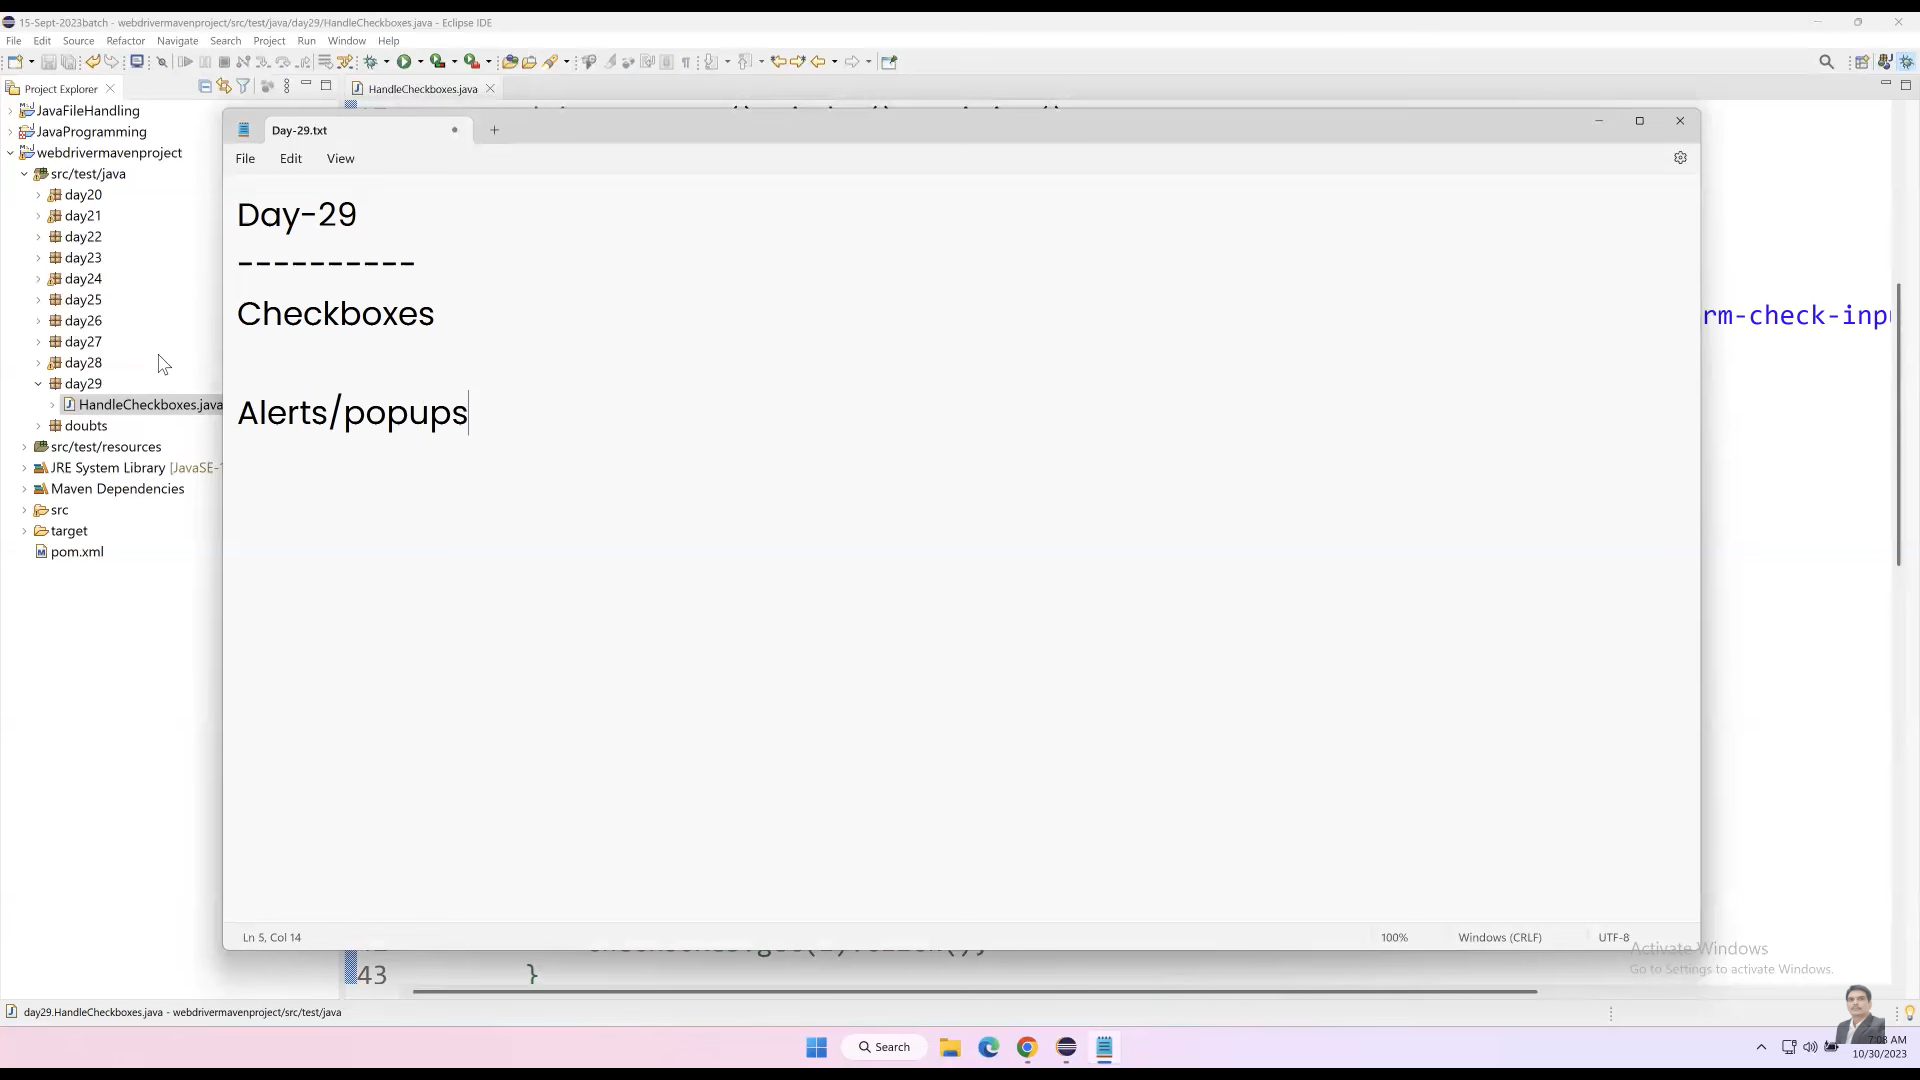 15-Sept-2023batch - webdrivermavenproject/src/test/java/day29/HandleCheckboxes.java - Eclipse IDE
File Edit Source Refactor Navigate Search Project Run Window Help
Project Explorer
HandleCheckboxes.java
JavaFileHandling
JavaProgramming
webdrivermavenproject
src/test/java
day20
day21
day22
day23
day24
day25
day26
day27
day28
day29
HandleCheckboxes.java
doubts
src/test/resources
JRE System Library [JavaSE-1
Maven Dependencies
src
target
pom.xml
Day-29.txt
File Edit View
Day-29
----------
Checkboxes
Alerts/popups
rm-check-inpu
Ln 5, Col 14
100%
Windows (CRLF)
UTF-8
43 }
Activate Windows
Go to Settings to activate Windows.
day29.HandleCheckboxes.java - webdrivermavenproject/src/test/java
Search
7:03 AM
10/30/2023